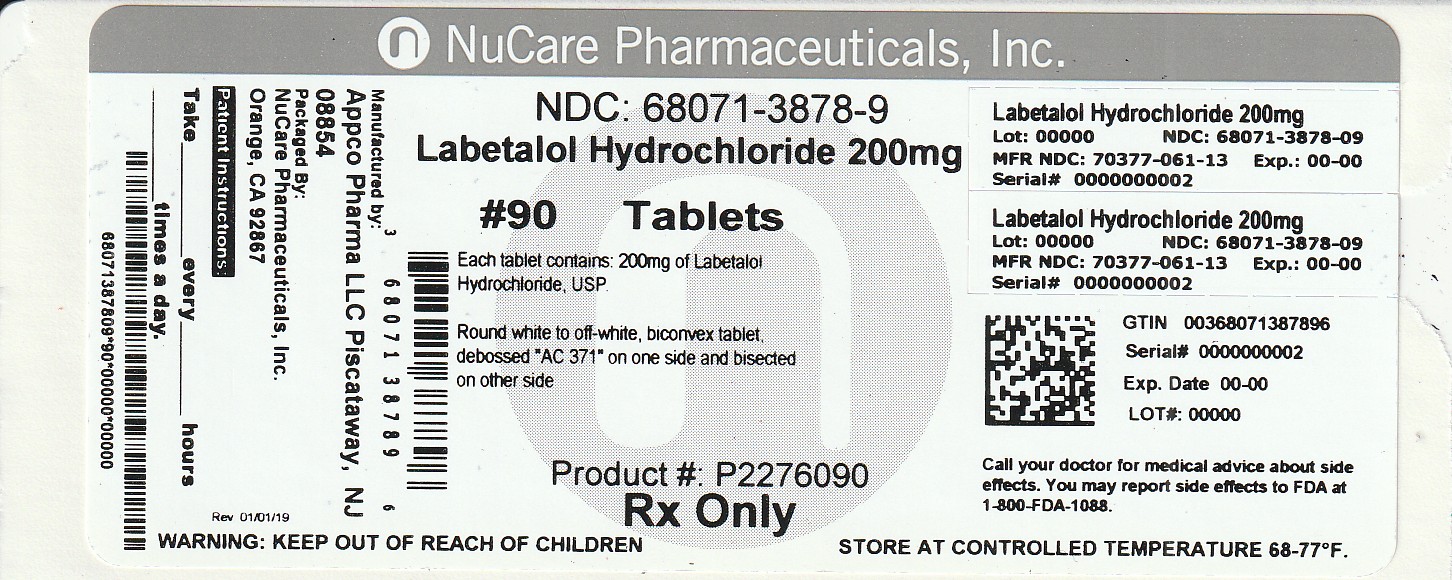 NuCare Pharmaceuticals, Inc.
NDC: 68071-3878-9
Labetalol Hydrochloride 200mg
#90 Tablets
Each tablet contains: 200mg of Labetalol
Hydrochloride, USP.
Round white to off-white, biconvex tablet,
debossed "AC 371" on one side and bisected
on other side
Product #: P2276090
Rx Only
Manufactured by:
Appco Pharma LLC Piscataway, NJ
08854
Packaged By:
NuCare Pharmaceuticals, Inc.
Orange, CA 92867
Patient Instructions:
Take ______ every ______ hours
______ times a day.
68071387809*90*00000*00000
3 68071 38789 6
Rev 01/01/19
WARNING: KEEP OUT OF REACH OF CHILDREN
Labetalol Hydrochloride 200mg
Lot: 00000 NDC: 68071-3878-09
MFR NDC: 70377-061-13 Exp.: 00-00
Serial# 0000000002
Labetalol Hydrochloride 200mg
Lot: 00000 NDC: 68071-3878-09
MFR NDC: 70377-061-13 Exp.: 00-00
Serial# 0000000002
GTIN 00368071387896
Serial# 0000000002
Exp. Date 00-00
LOT#: 00000
Call your doctor for medical advice about side
effects. You may report side effects to FDA at
1-800-FDA-1088.
STORE AT CONTROLLED TEMPERATURE 68-77°F.